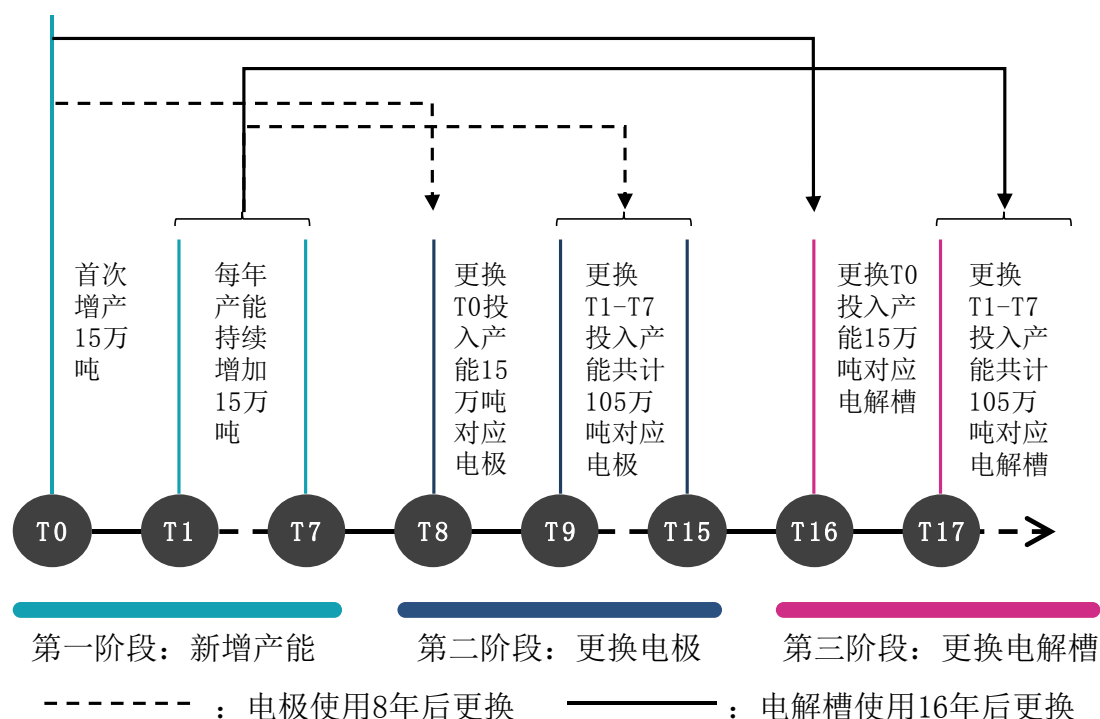 首次
增产
15万
吨
每年
产能
持续
增加
15万
吨
更换
T0投
入产
能15
万吨
对应
电极
更换
T1-T7
投入产
能共计
105万
吨对应
电极
更换T0
投入产
能15万
吨对应
电解槽
更换
T1-T7
投入产
能共计
105万
吨对应
电解槽
T0
T1
T7
T8
T9
T15
T16
T17
第一阶段：新增产能
第二阶段：更换电极
第三阶段：更换电解槽
：电极使用8年后更换
：电解槽使用16年后更换